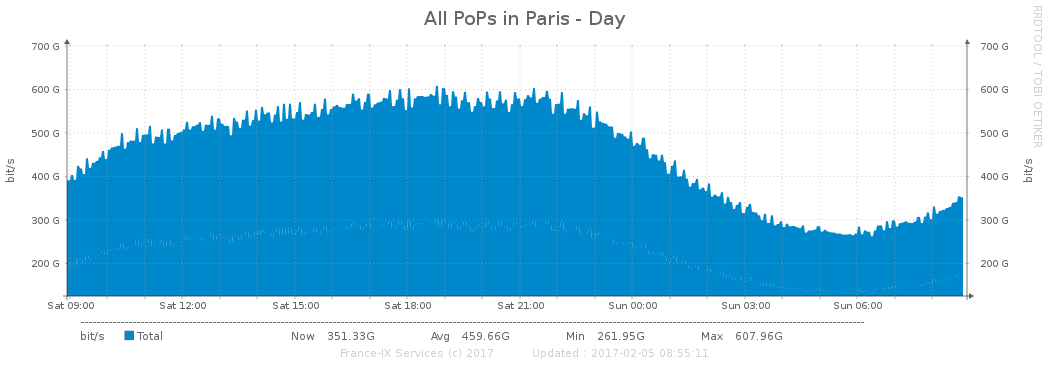 All PoPs in Paris - Day
RRDTOOL / TOBI OETIKER
700 G 700 G
600 G 600 G
500 G 500 G
400 G 400 G
300 G 300 G
200 G 200 G
bit/s bit/s
Sat 09:00 Sat 12:00 Sat 15:00 Sat 18:00 Sat 21:00 Sun 00:00 Sun 03:00 Sun 06:00
bit/s Total Now 351.33G Avg 459.66G Min 261.95G Max 607.96G
France-IX Services (c) 2017 Updated : 2017-02-05 08:55:11